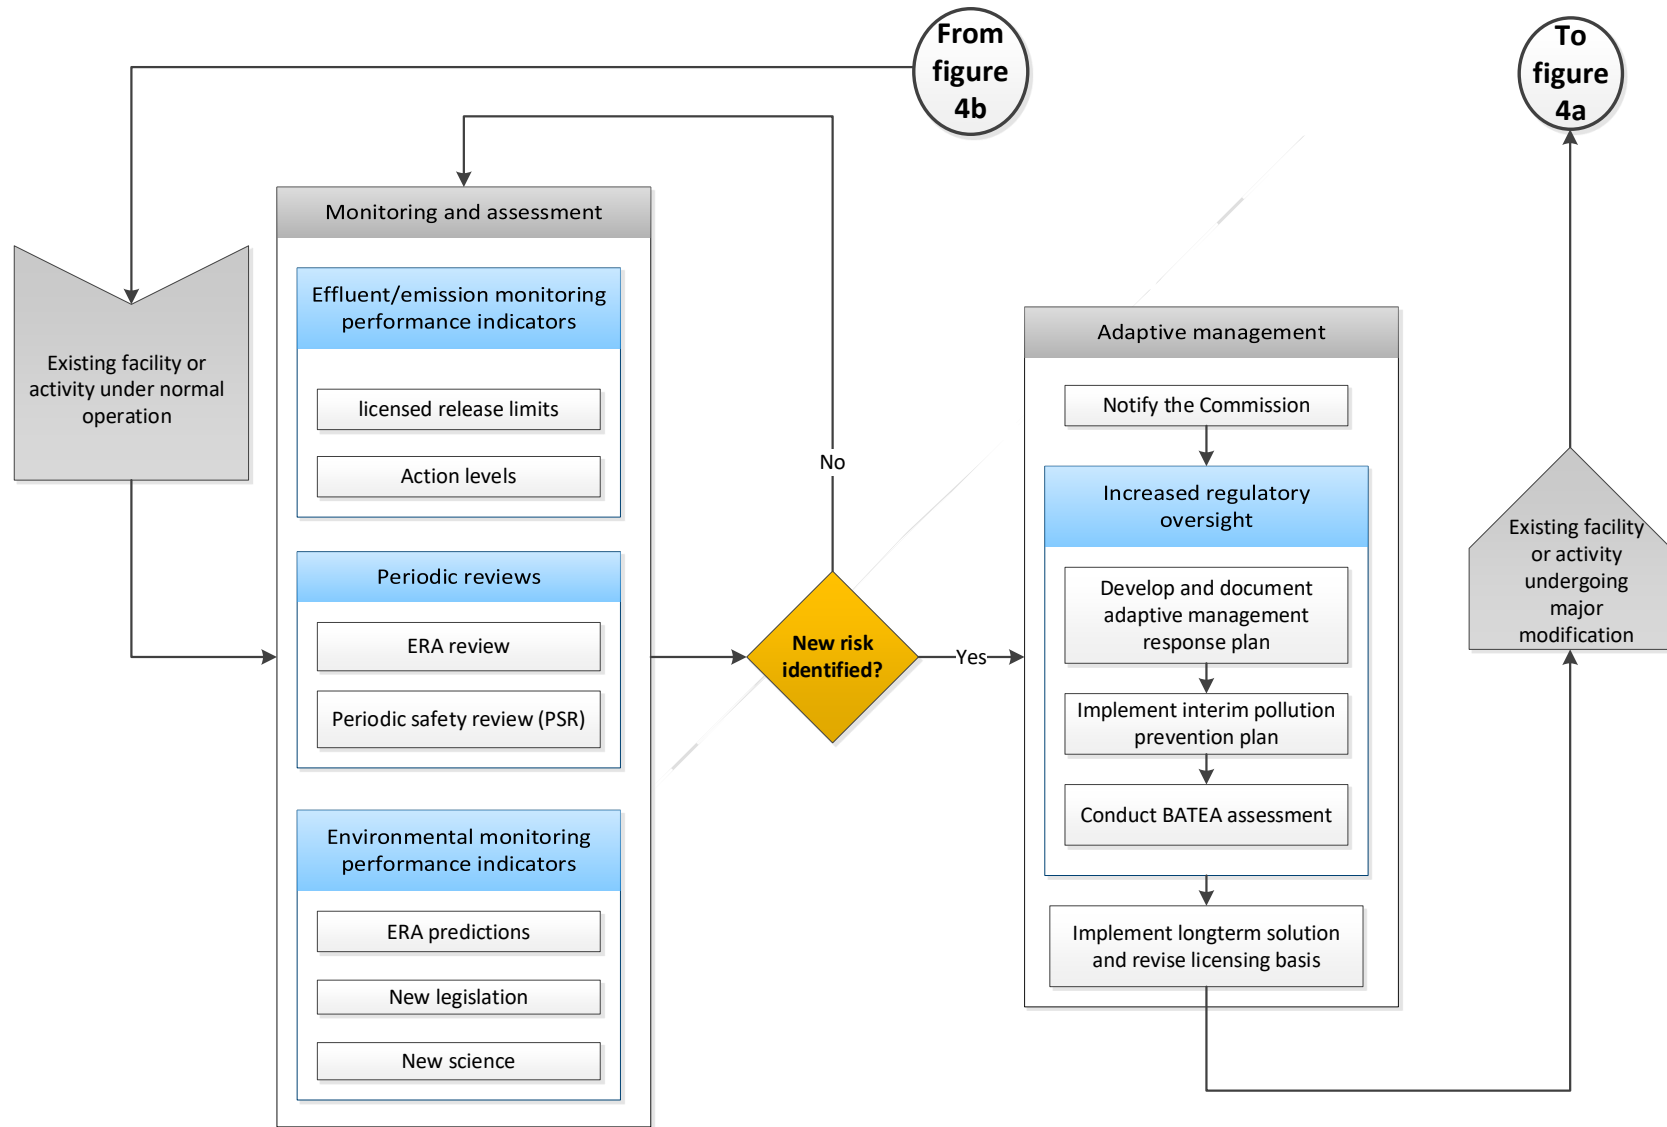 From
figure
4b
To
figure
4a
Monitoring and assessment
Effluent/emission monitoring
performance indicators
licensed release limits
Action levels
Periodic reviews
ERA review
Periodic safety review (PSR)
Environmental monitoring
performance indicators
ERA predictions
New legislation
New science
Existing facility or
activity under normal
operation
No
New risk
identified?
Yes
Adaptive management
Notify the Commission
Increased regulatory
oversight
Develop and document
adaptive management
response plan
Implement interim pollution
prevention plan
Conduct BATEA assessment
Implement longterm solution
and revise licensing basis
Existing facility
or activity
undergoing
major
modification